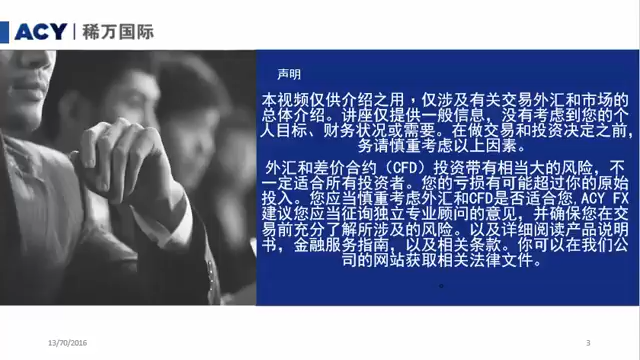 ACY 稀万国际
声明
本视频仅供介绍之用,仅涉及有关交易外汇和市场的
总体介绍。讲座仅提供一般信息,没有考虑到您的个
人目标、财务状况或需要。在做交易和投资决定之前,
务请慎重考虑以上因素。
外汇和差价合约(CFD)投资带有相当大的风险,不
一定适合所有投资者。您的亏损有可能超过你的原始
投入。您应当慎重考虑外汇和CFD是否适合您,ACY FX
建议您应当征询独立专业顾问的意见,并确保您在交
易前充分了解所涉及的风险。以及详细阅读产品说明
书,金融服务指南,以及相关条款。你可以在我们公
司的网站获取相关法律文件。
13/70/2016
3